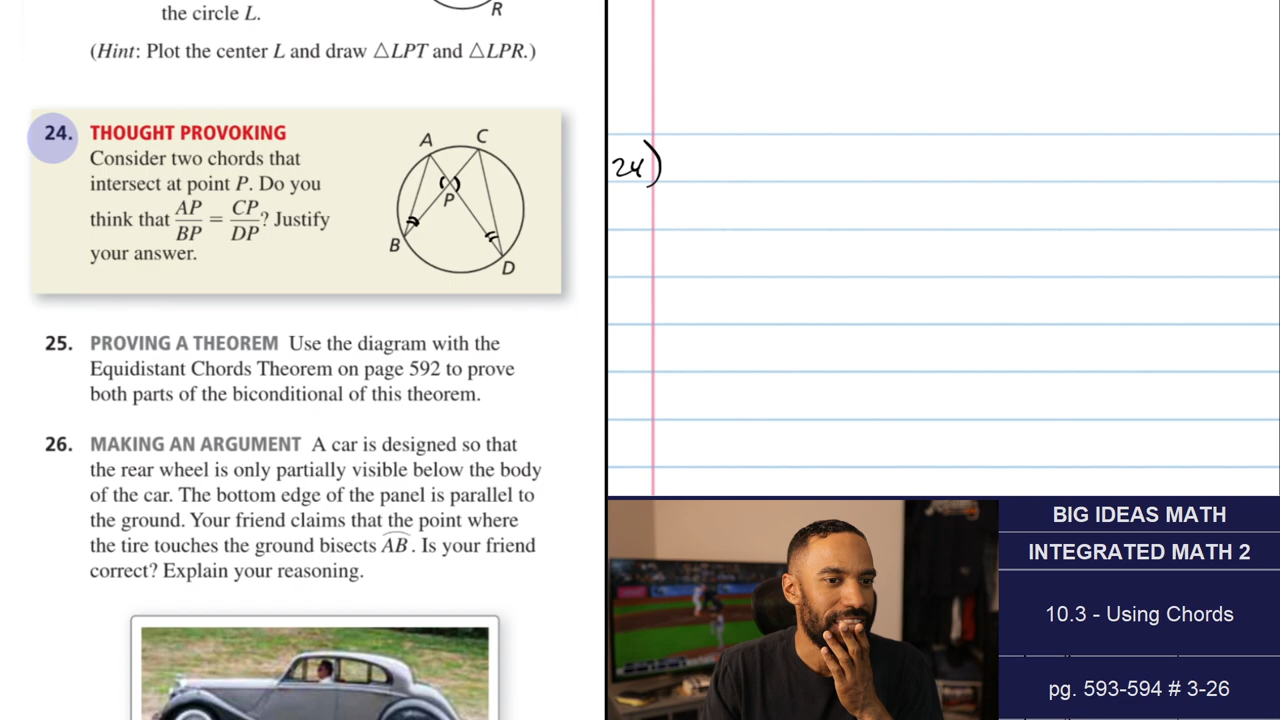 the circle L.
R
(Hint: Plot the center L and draw △LPT and △LPR.)
24. THOUGHT PROVOKING
Consider two chords that
intersect at point P. Do you
think that AP/BP = CP/DP? Justify
your answer.
A
C
P
B
D
25. PROVING A THEOREM Use the diagram with the
Equidistant Chords Theorem on page 592 to prove
both parts of the biconditional of this theorem.
26. MAKING AN ARGUMENT A car is designed so that
the rear wheel is only partially visible below the body
of the car. The bottom edge of the panel is parallel to
the ground. Your friend claims that the point where
the tire touches the ground bisects AB. Is your friend
correct? Explain your reasoning.
24)
BIG IDEAS MATH
INTEGRATED MATH 2
10.3 - Using Chords
pg. 593-594 # 3-26